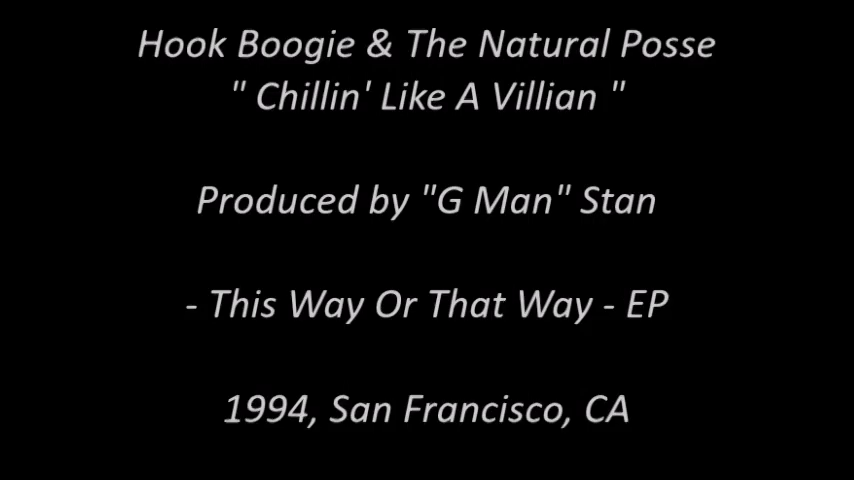 Hook Boogie & The Natural Posse
" Chillin' Like A Villian "
Produced by "G Man" Stan
- This Way Or That Way - EP
1994, San Francisco, CA